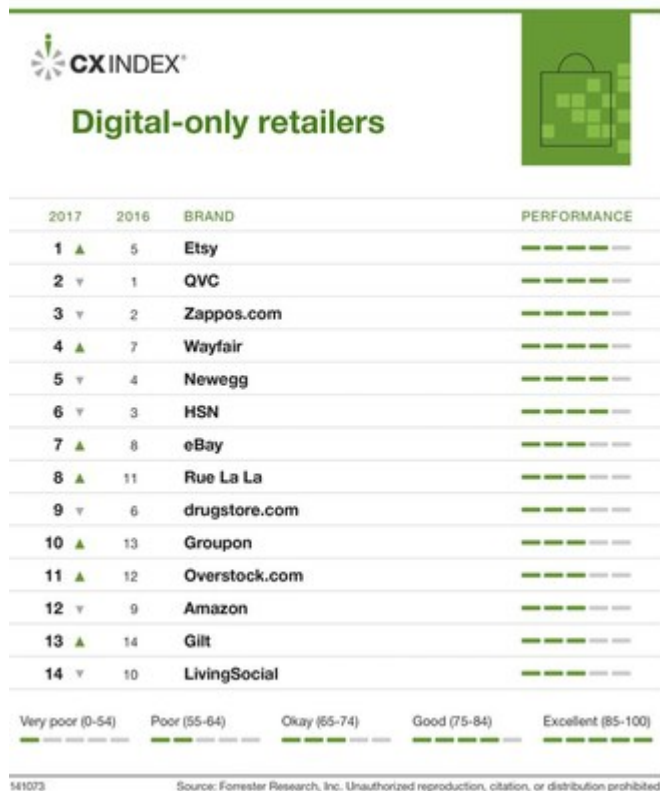 CXINDEX®
Digital-only retailers
2017 2016 BRAND PERFORMANCE
1 ▲ 5 Etsy
2 ▼ 1 QVC
3 ▼ 2 Zappos.com
4 ▲ 7 Wayfair
5 ▼ 4 Newegg
6 ▼ 3 HSN
7 ▲ 8 eBay
8 ▲ 11 Rue La La
9 ▼ 6 drugstore.com
10 ▲ 13 Groupon
11 ▲ 12 Overstock.com
12 ▼ 9 Amazon
13 ▲ 14 Gilt
14 ▼ 10 LivingSocial
Very poor (0-54) Poor (55-64) Okay (65-74) Good (75-84) Excellent (85-100)
141073 Source: Forrester Research, Inc. Unauthorized reproduction, citation, or distribution prohibited